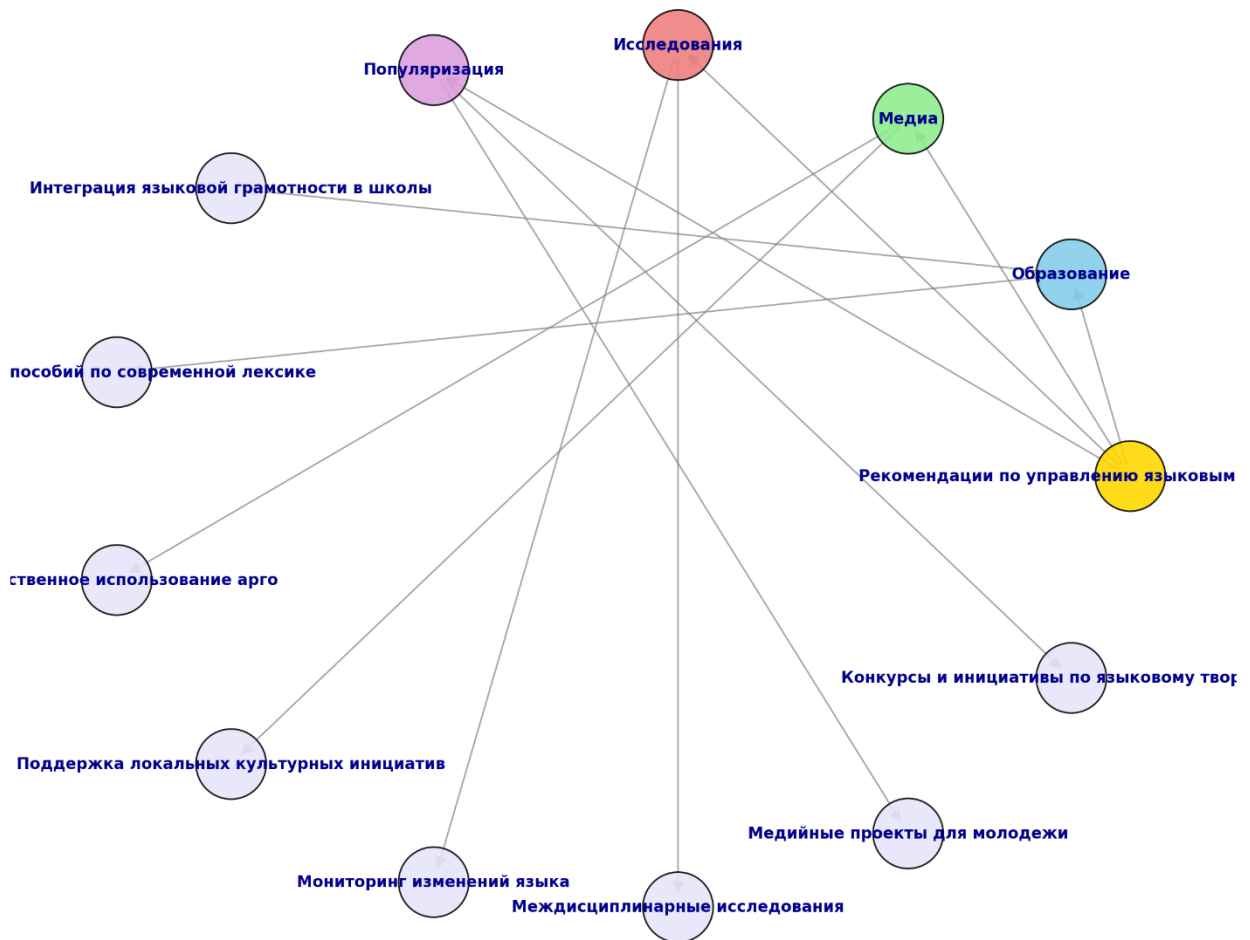 Исследования
Популяризация
Медиа
Интеграция языковой грамотности в школы
Образование
пособий по современной лексике
Рекомендации по управлению языковым
ственное использование арго
Конкурсы и инициативы по языковому твор
Поддержка локальных культурных инициатив
Медийные проекты для молодежи
Мониторинг изменений языка
Междисциплинарные исследования